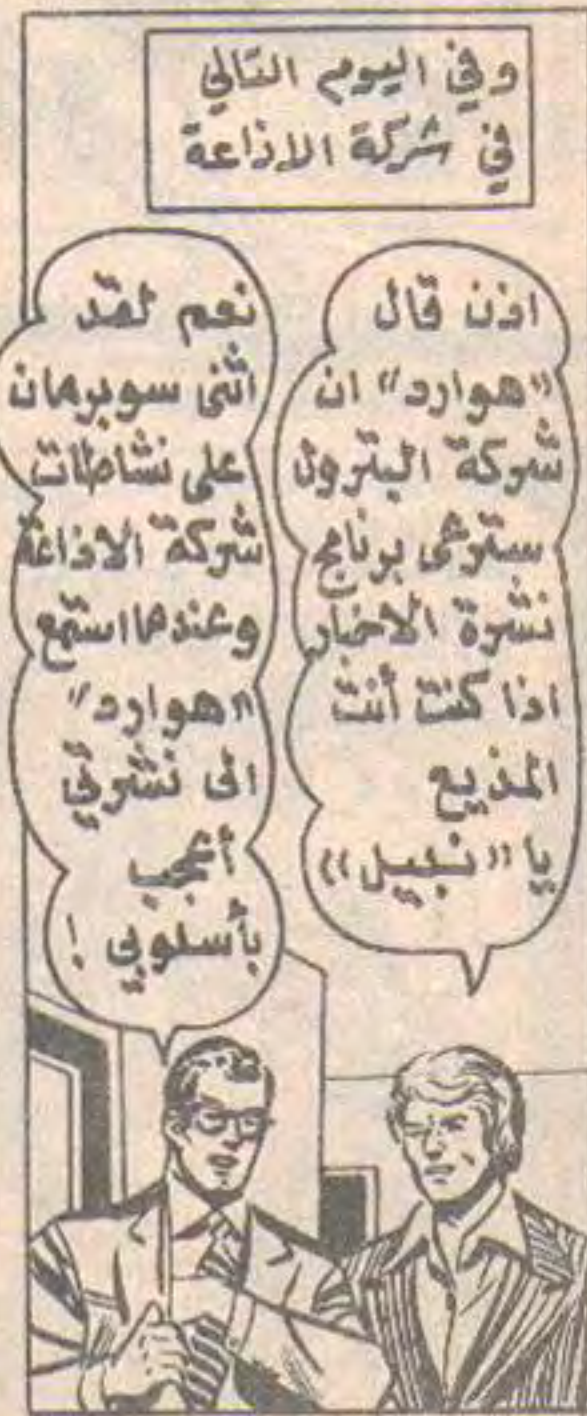 وفي اليوم التالي
في شركة الاذاعة
اذن قال
"هوارد" ان
شركة البترول
سترعى برنامج
نشرة الاخبار
اذا كنت أنت
المذيع
يا "نبيل"
نعم لقد
أثنى سوبرمان
على نشاطات
شركة الاذاعة
وعندما استمع
"هوارد"
الى نشرتي
أعجب
بأسلوبي !